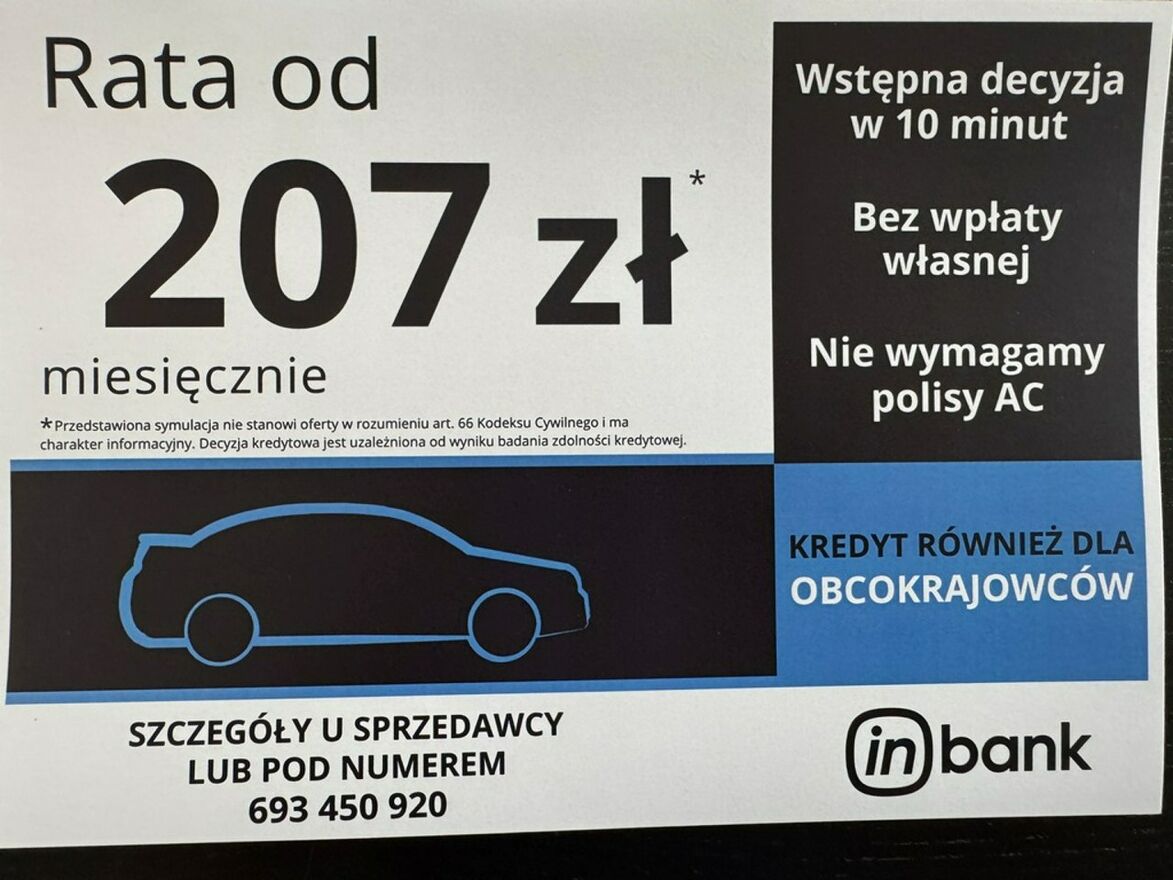 Rata od
207 zł*
miesięcznie
*Przedstawiona symulacja nie stanowi oferty w rozumieniu art. 66 Kodeksu Cywilnego i ma
charakter informacyjny. Decyzja kredytowa jest uzależniona od wyniku badania zdolności kredytowej.
Wstępna decyzja
w 10 minut
Bez wpłaty
własnej
Nie wymagamy
polisy AC
KREDYT RÓWNIEŻ DLA
OBCOKRAJOWCÓW
SZCZEGÓŁY U SPRZEDAWCY
LUB POD NUMEREM
693 450 920
inbank